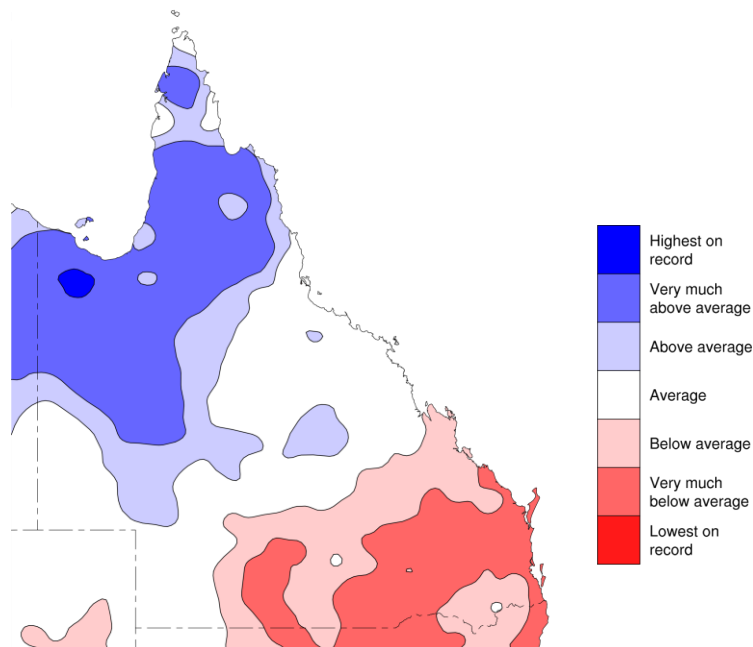 Highest on
record
Very much
above average
Above average
Average
Below average
Very much
below average
Lowest on
record